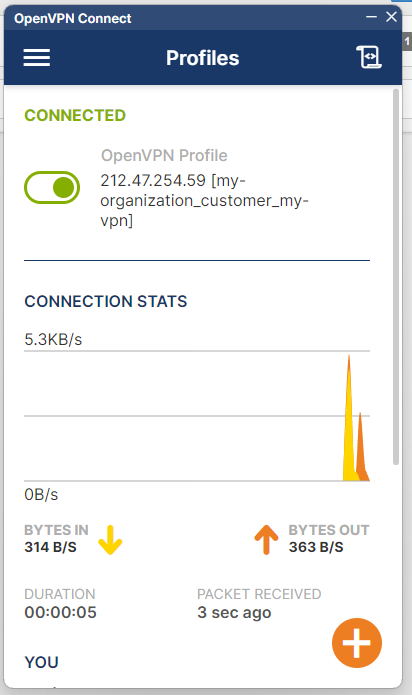 OpenVPN Connect
1
Profiles
CONNECTED
OpenVPN Profile
212.47.254.59 [my-
organization_customer_my-
vpn]
CONNECTION STATS
5.3KB/s
0B/s
BYTES IN
314 B/S
BYTES OUT
363 B/S
DURATION
00:00:05
PACKET RECEIVED
3 sec ago
YOU